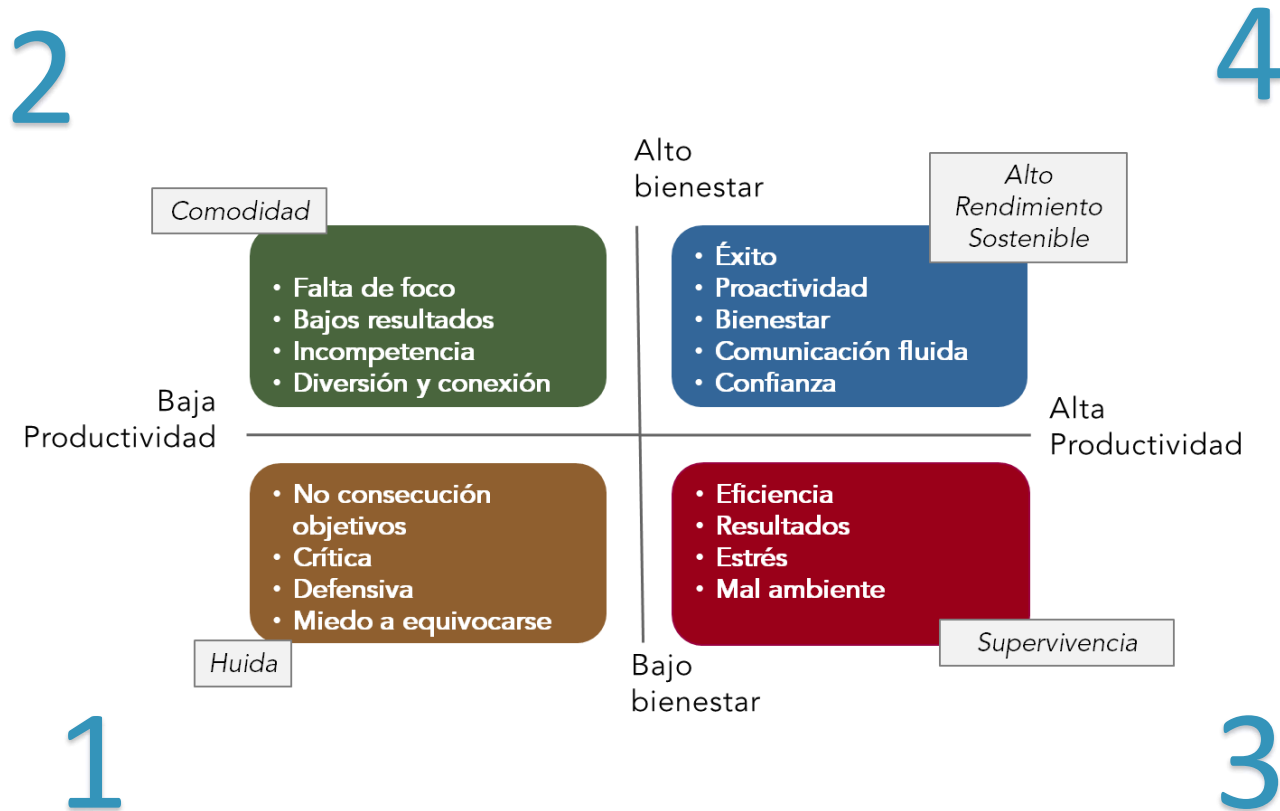 2
4
Alto
bienestar
Comodidad
Alto
Rendimiento
Sostenible
• Falta de foco
• Bajos resultados
• Incompetencia
• Diversión y conexión
• Éxito
• Proactividad
• Bienestar
• Comunicación fluida
• Confianza
Baja
Productividad
Alta
Productividad
• No consecución
objetivos
• Crítica
• Defensiva
• Miedo a equivocarse
• Eficiencia
• Resultados
• Estrés
• Mal ambiente
Huida
Supervivencia
Bajo
bienestar
1
3